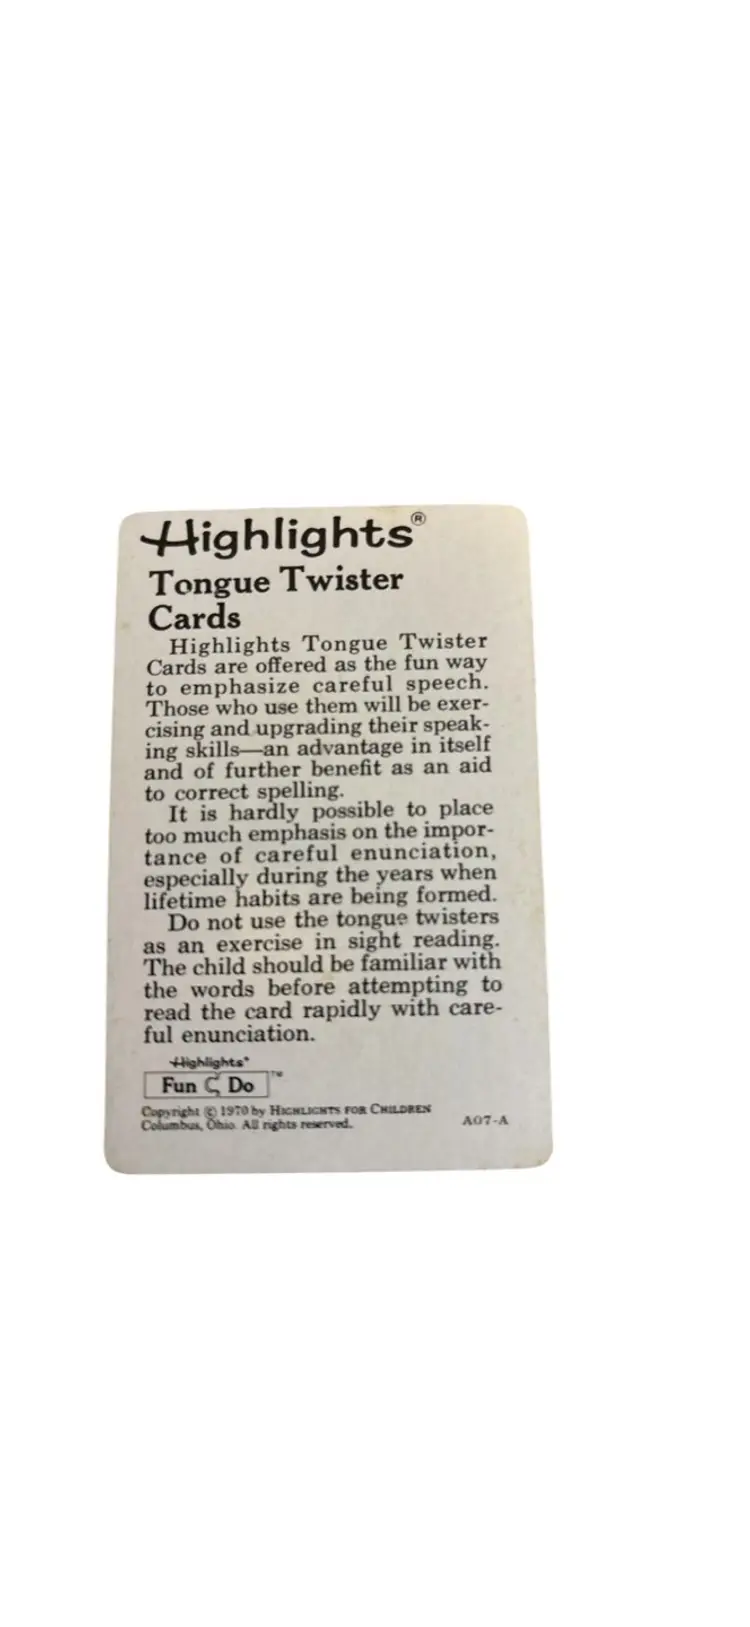 Highlights®
Tongue Twister
Cards
Highlights Tongue Twister
Cards are offered as the fun way
to emphasize careful speech.
Those who use them will be exer-
cising and upgrading their speak-
ing skills—an advantage in itself
and of further benefit as an aid
to correct spelling.
It is hardly possible to place
too much emphasis on the impor-
tance of careful enunciation,
especially during the years when
lifetime habits are being formed.
Do not use the tongue twisters
as an exercise in sight reading.
The child should be familiar with
the words before attempting to
read the card rapidly with care-
ful enunciation.
Highlights®
Fun Do ™
Copyright © 1970 by HIGHLIGHTS FOR CHILDREN
Columbus, Ohio. All rights reserved.
A07-A